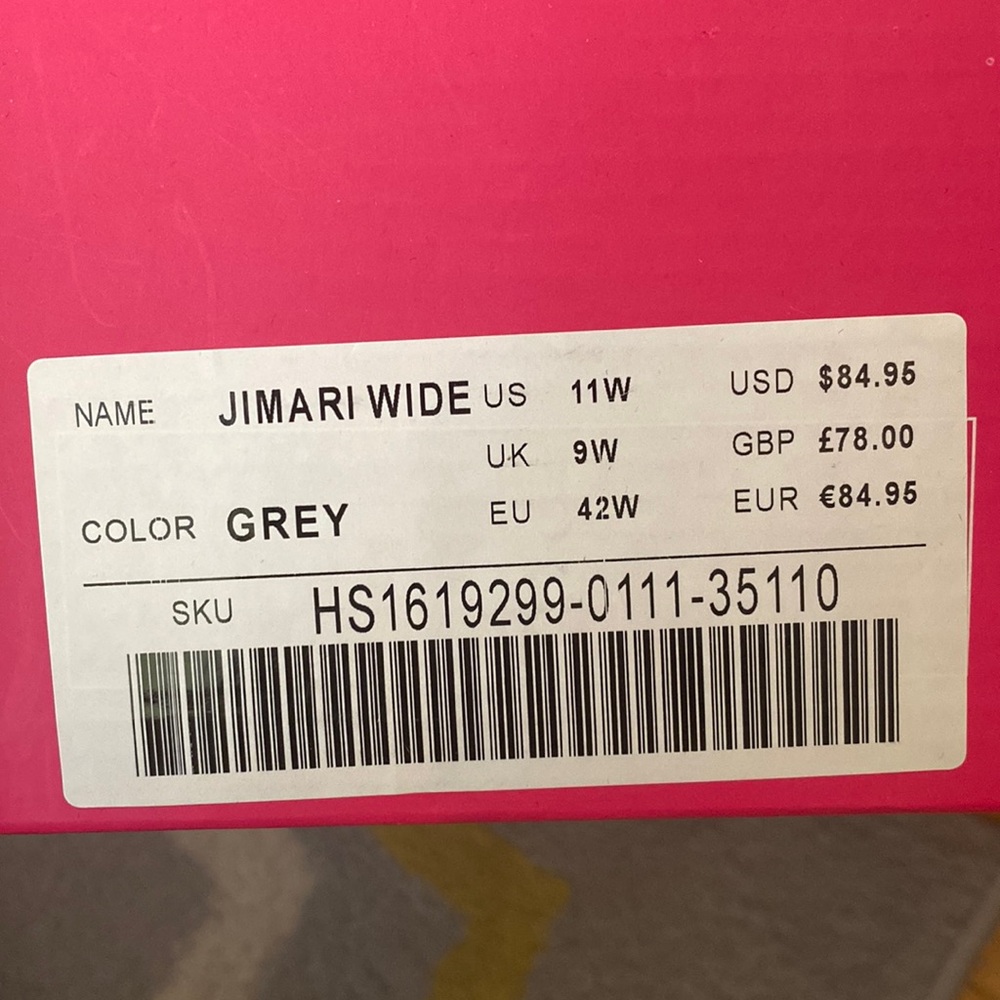 NAME JIMARI WIDE US 11W USD $84.95
UK 9W GBP £78.00
COLOR GREY EU 42W EUR €84.95
SKU HS1619299-0111-35110